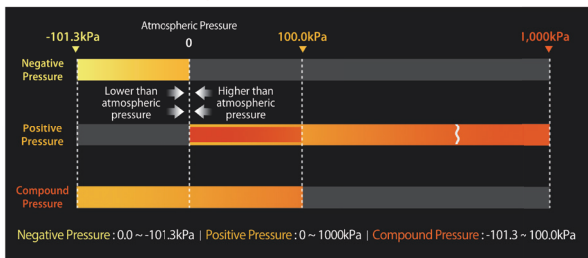 Atmospheric Pressure
-101.3kPa 0 100.0kPa 1,000kPa
Negative
Pressure
Lower than
atmospheric
pressure
Higher than
atmospheric
pressure
Positive
Pressure
Compound
Pressure
Negative Pressure : 0.0 ~ -101.3kPa | Positive Pressure : 0 ~ 1000kPa | Compound Pressure : -101.3 ~ 100.0kPa